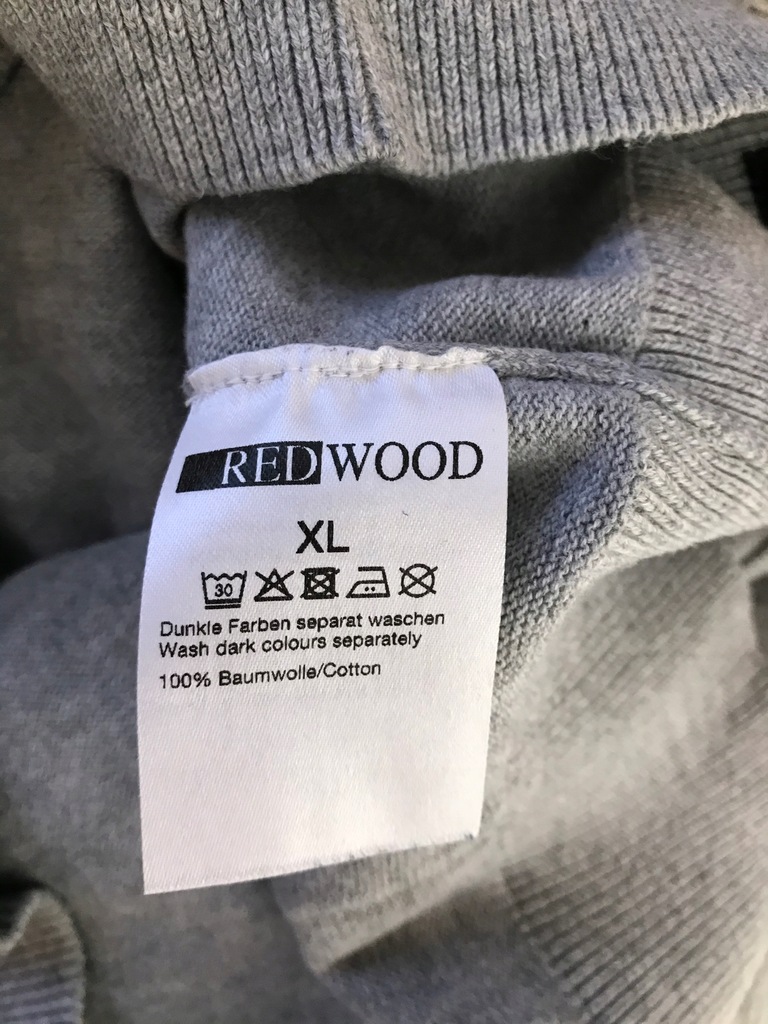 REDWOOD
XL
30
Dunkle Farben separat waschen
Wash dark colours separately
100% Baumwolle/Cotton